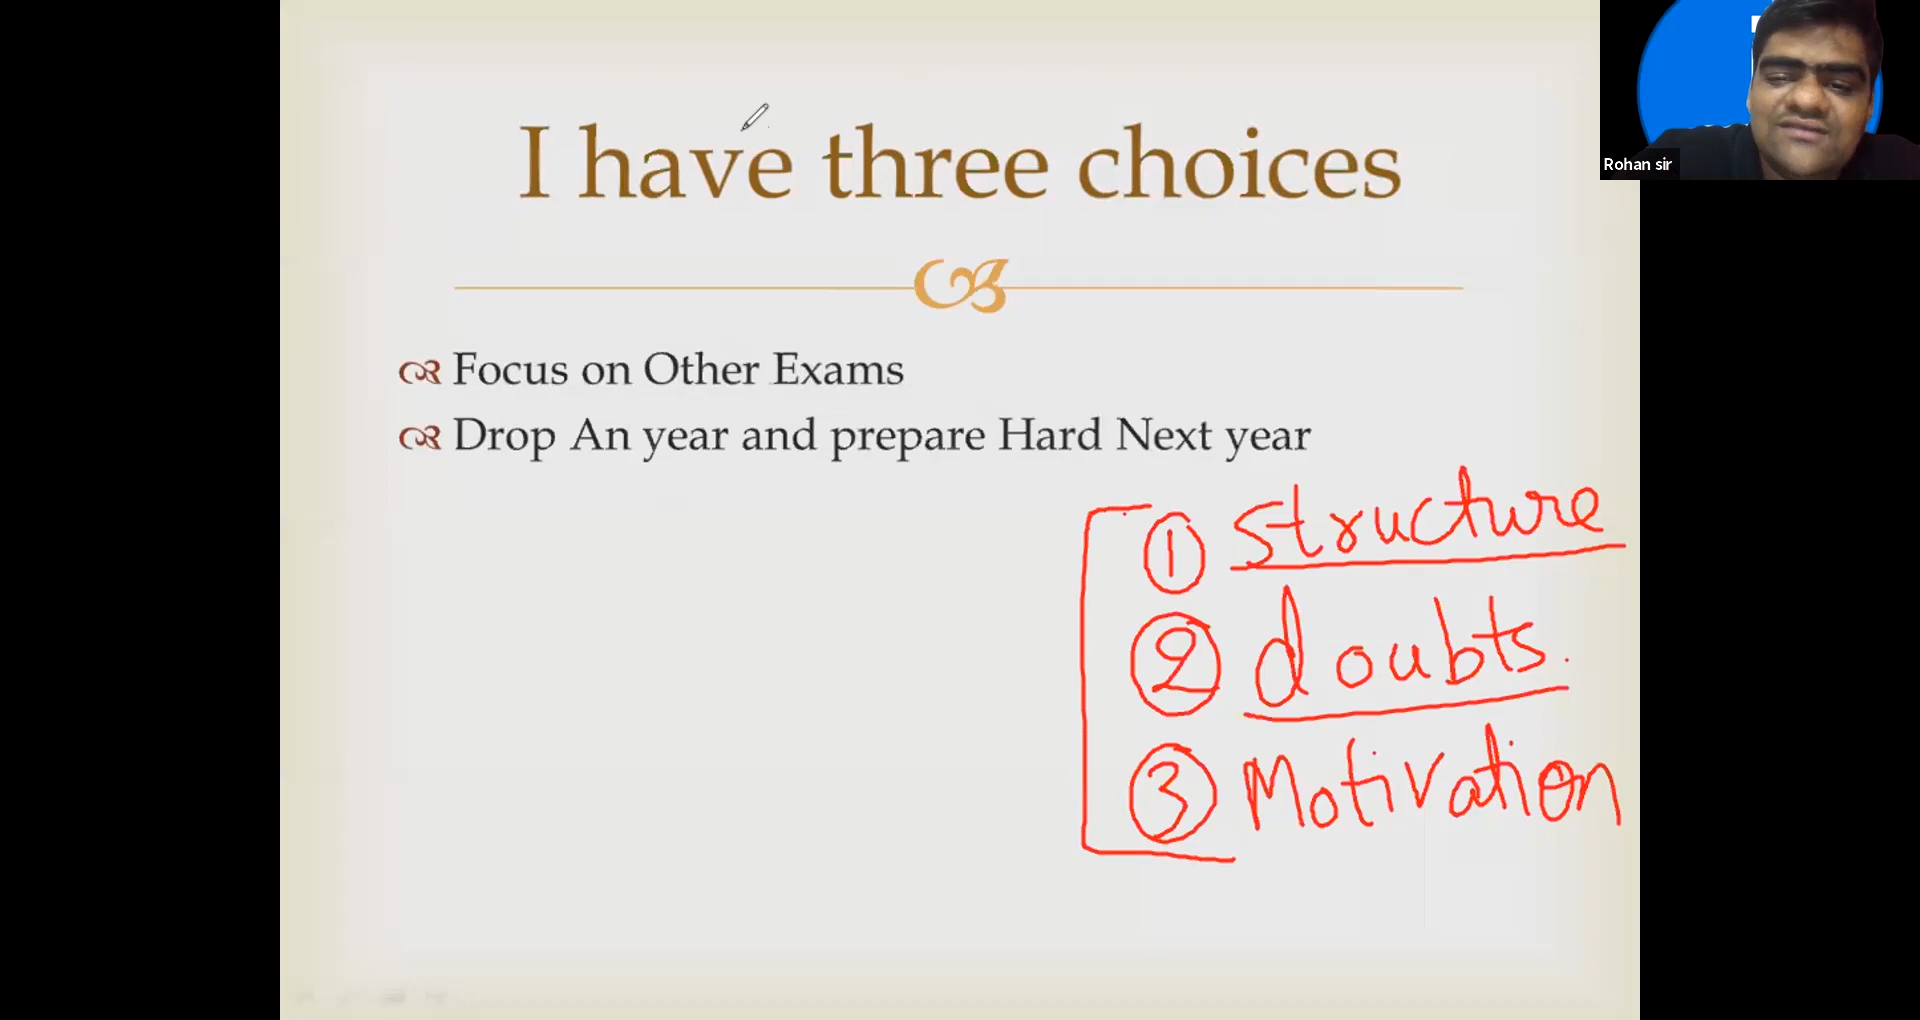 I have three choices
Focus on Other Exams
Drop An year and prepare Hard Next year
① structure
② doubts
③ Motivation
Rohan sir